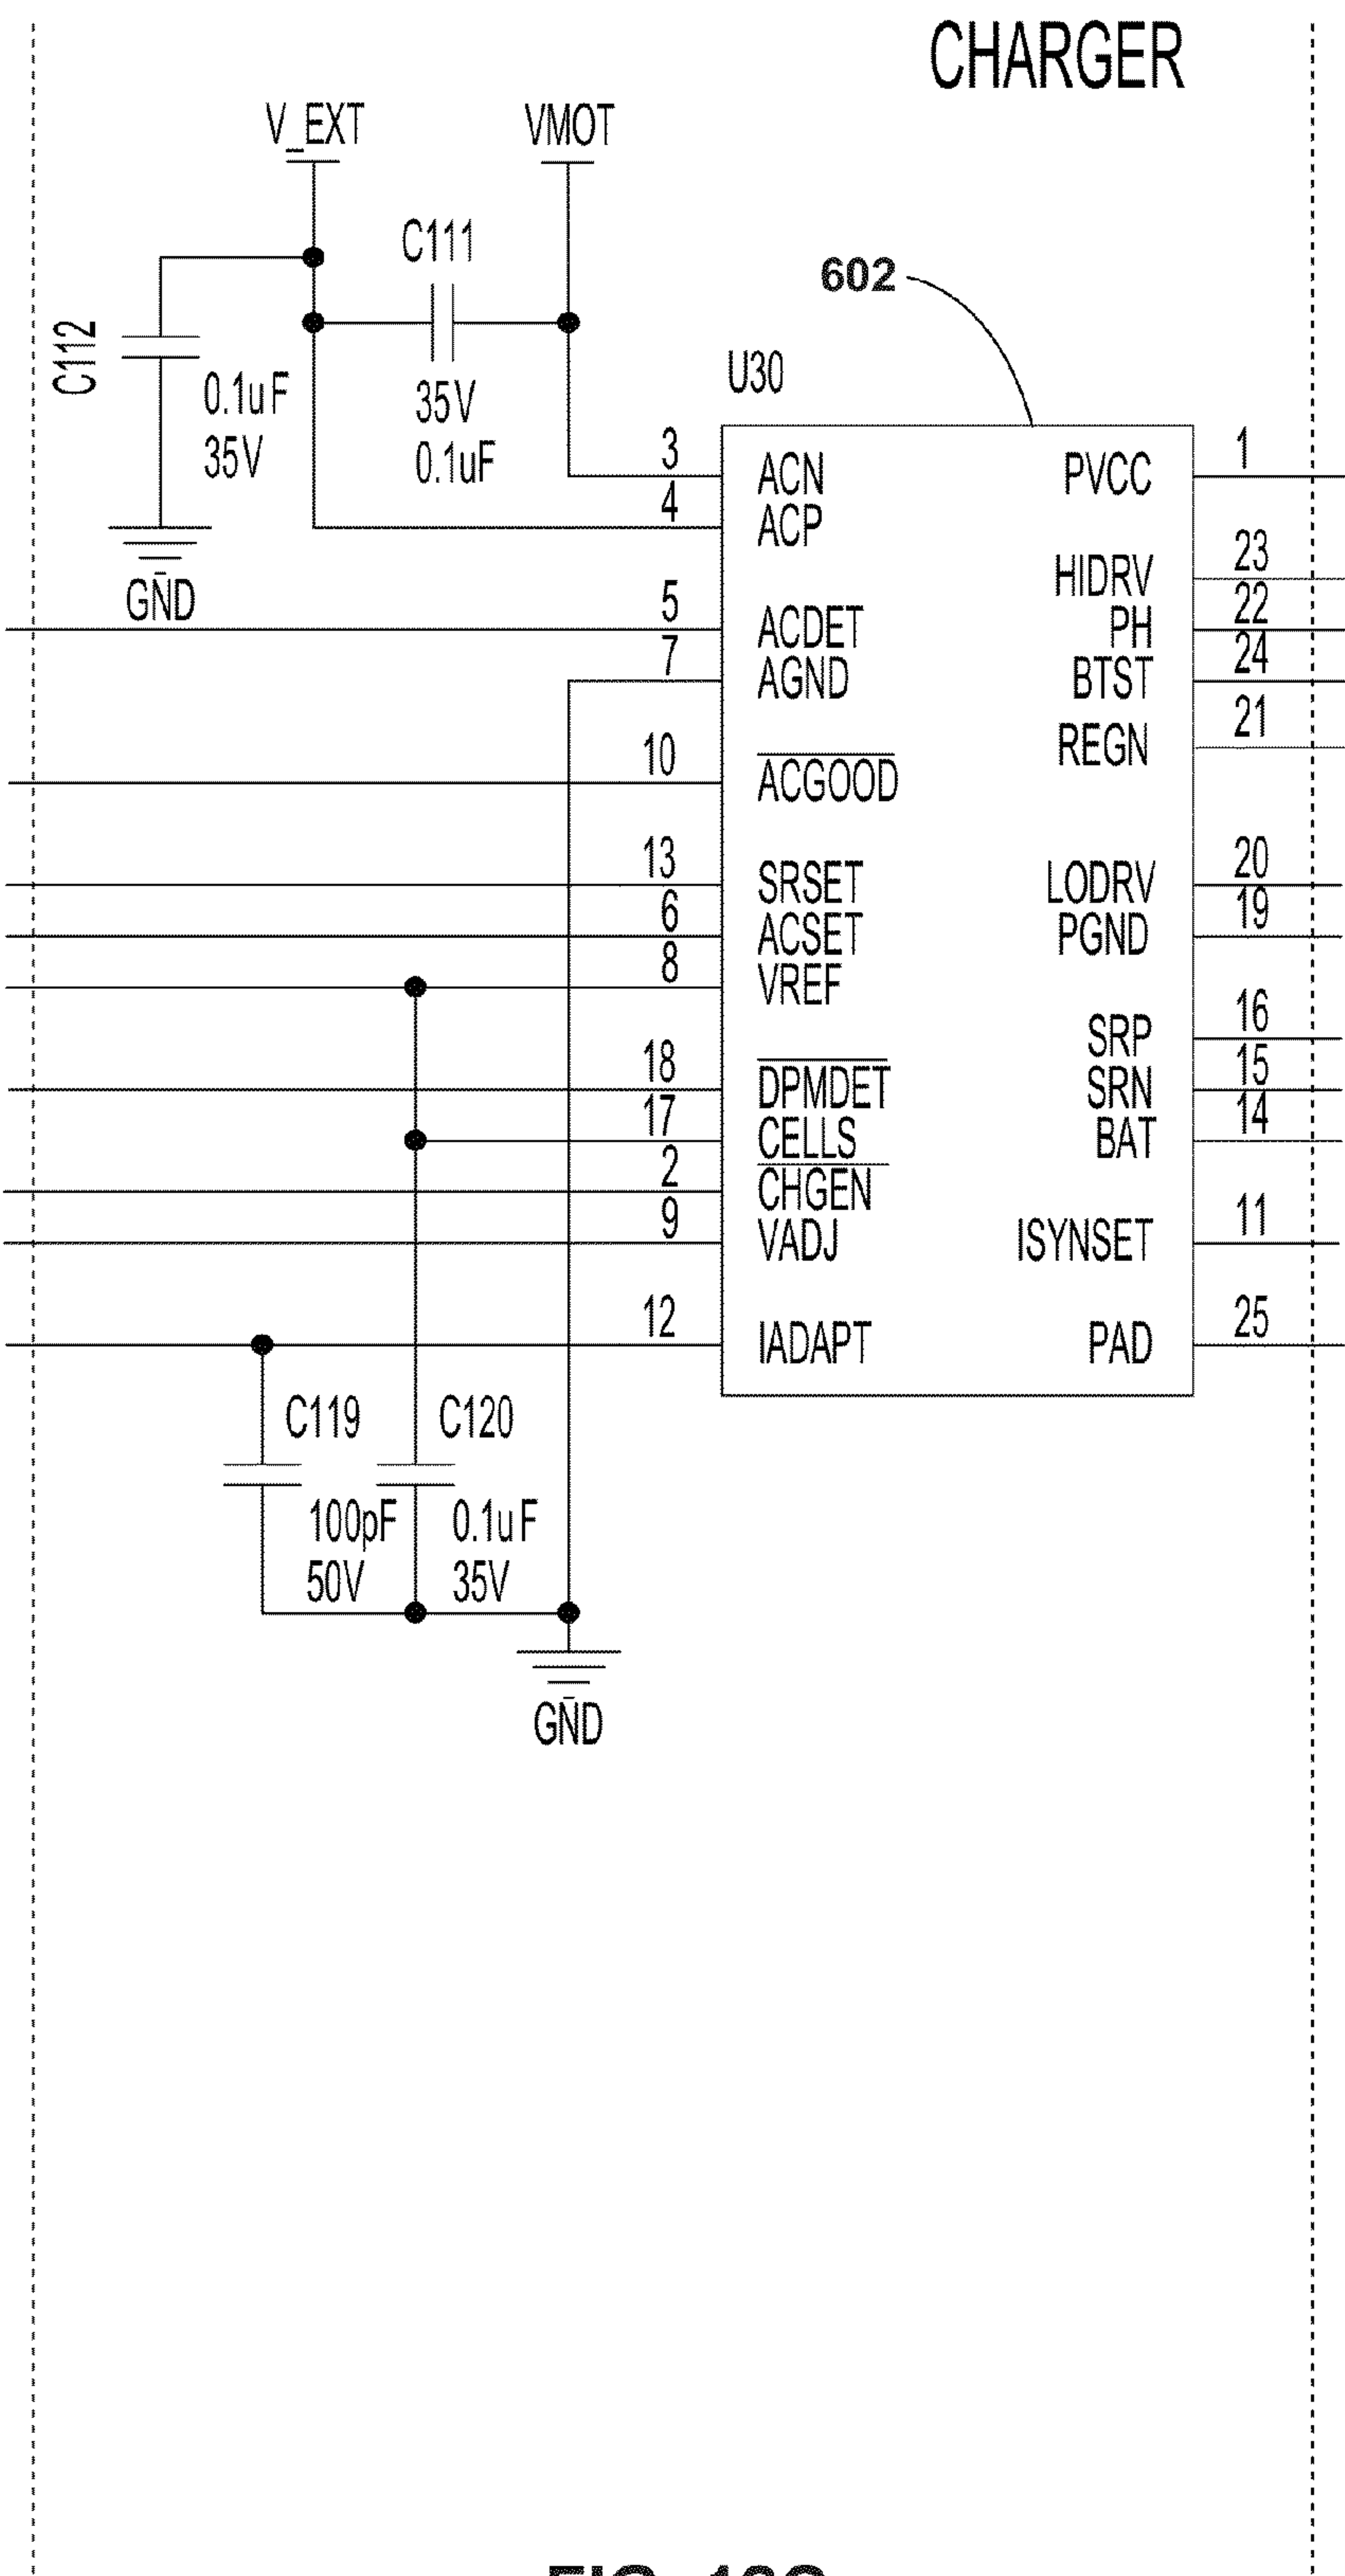 CHARGER
V_EXT
VMOT
C111
C112
0.1uF
35V
35V
0.1uF
GND
602
U30
3 ACN
4 ACP
5 ACDET
7 AGND
10 ACGOOD
13 SRSET
6 ACSET
8 VREF
18 DPMDET
17 CELLS
2 CHGEN
9 VADJ
12 IADAPT
PVCC 1
HIDRV 23
PH 22
BTST 24
REGN 21
LODRV 20
PGND 19
SRP 16
SRN 15
BAT 14
ISYNSET 11
PAD 25
C119
100pF
50V
C120
0.1uF
35V
GND